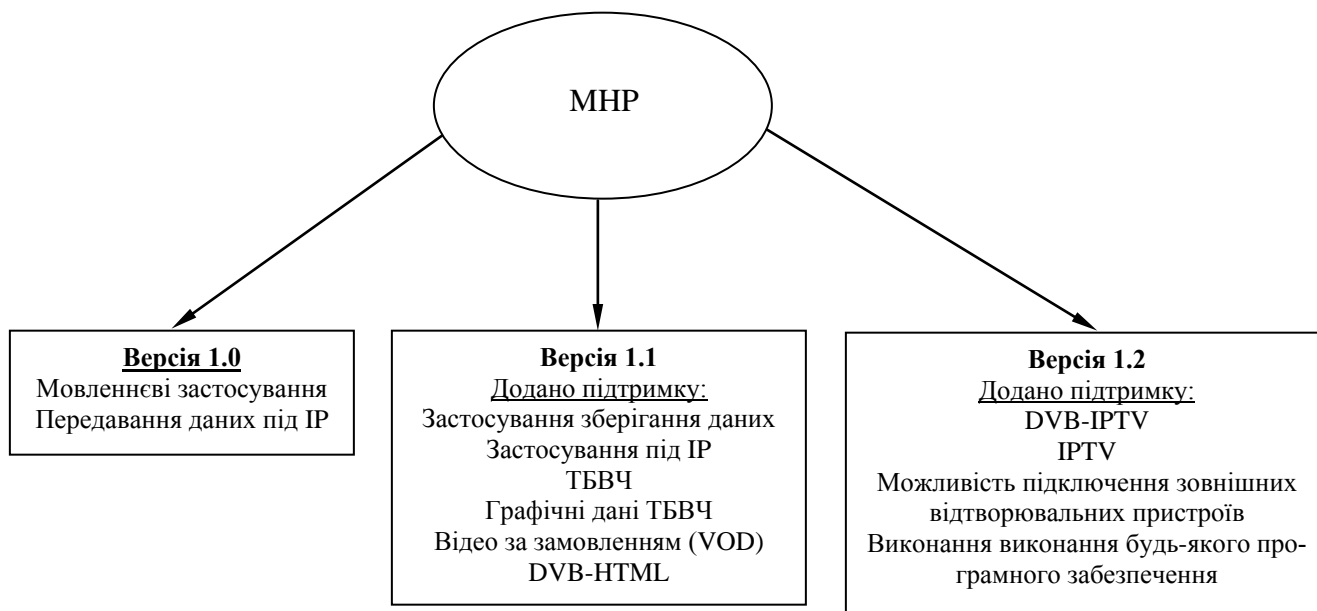 МНР
Версія 1.0
Мовленнєві застосування
Передавання даних під IP
Версія 1.1
Додано підтримку:
Застосування зберігання даних
Застосування під IP
ТБВЧ
Графічні дані ТБВЧ
Відео за замовленням (VOD)
DVB-HTML
Версія 1.2
Додано підтримку:
DVB-IPTV
IPTV
Можливість підключення зовнішних
відтворювальних пристроїв
Виконання виконання будь-якого про-
грамного забезпечення